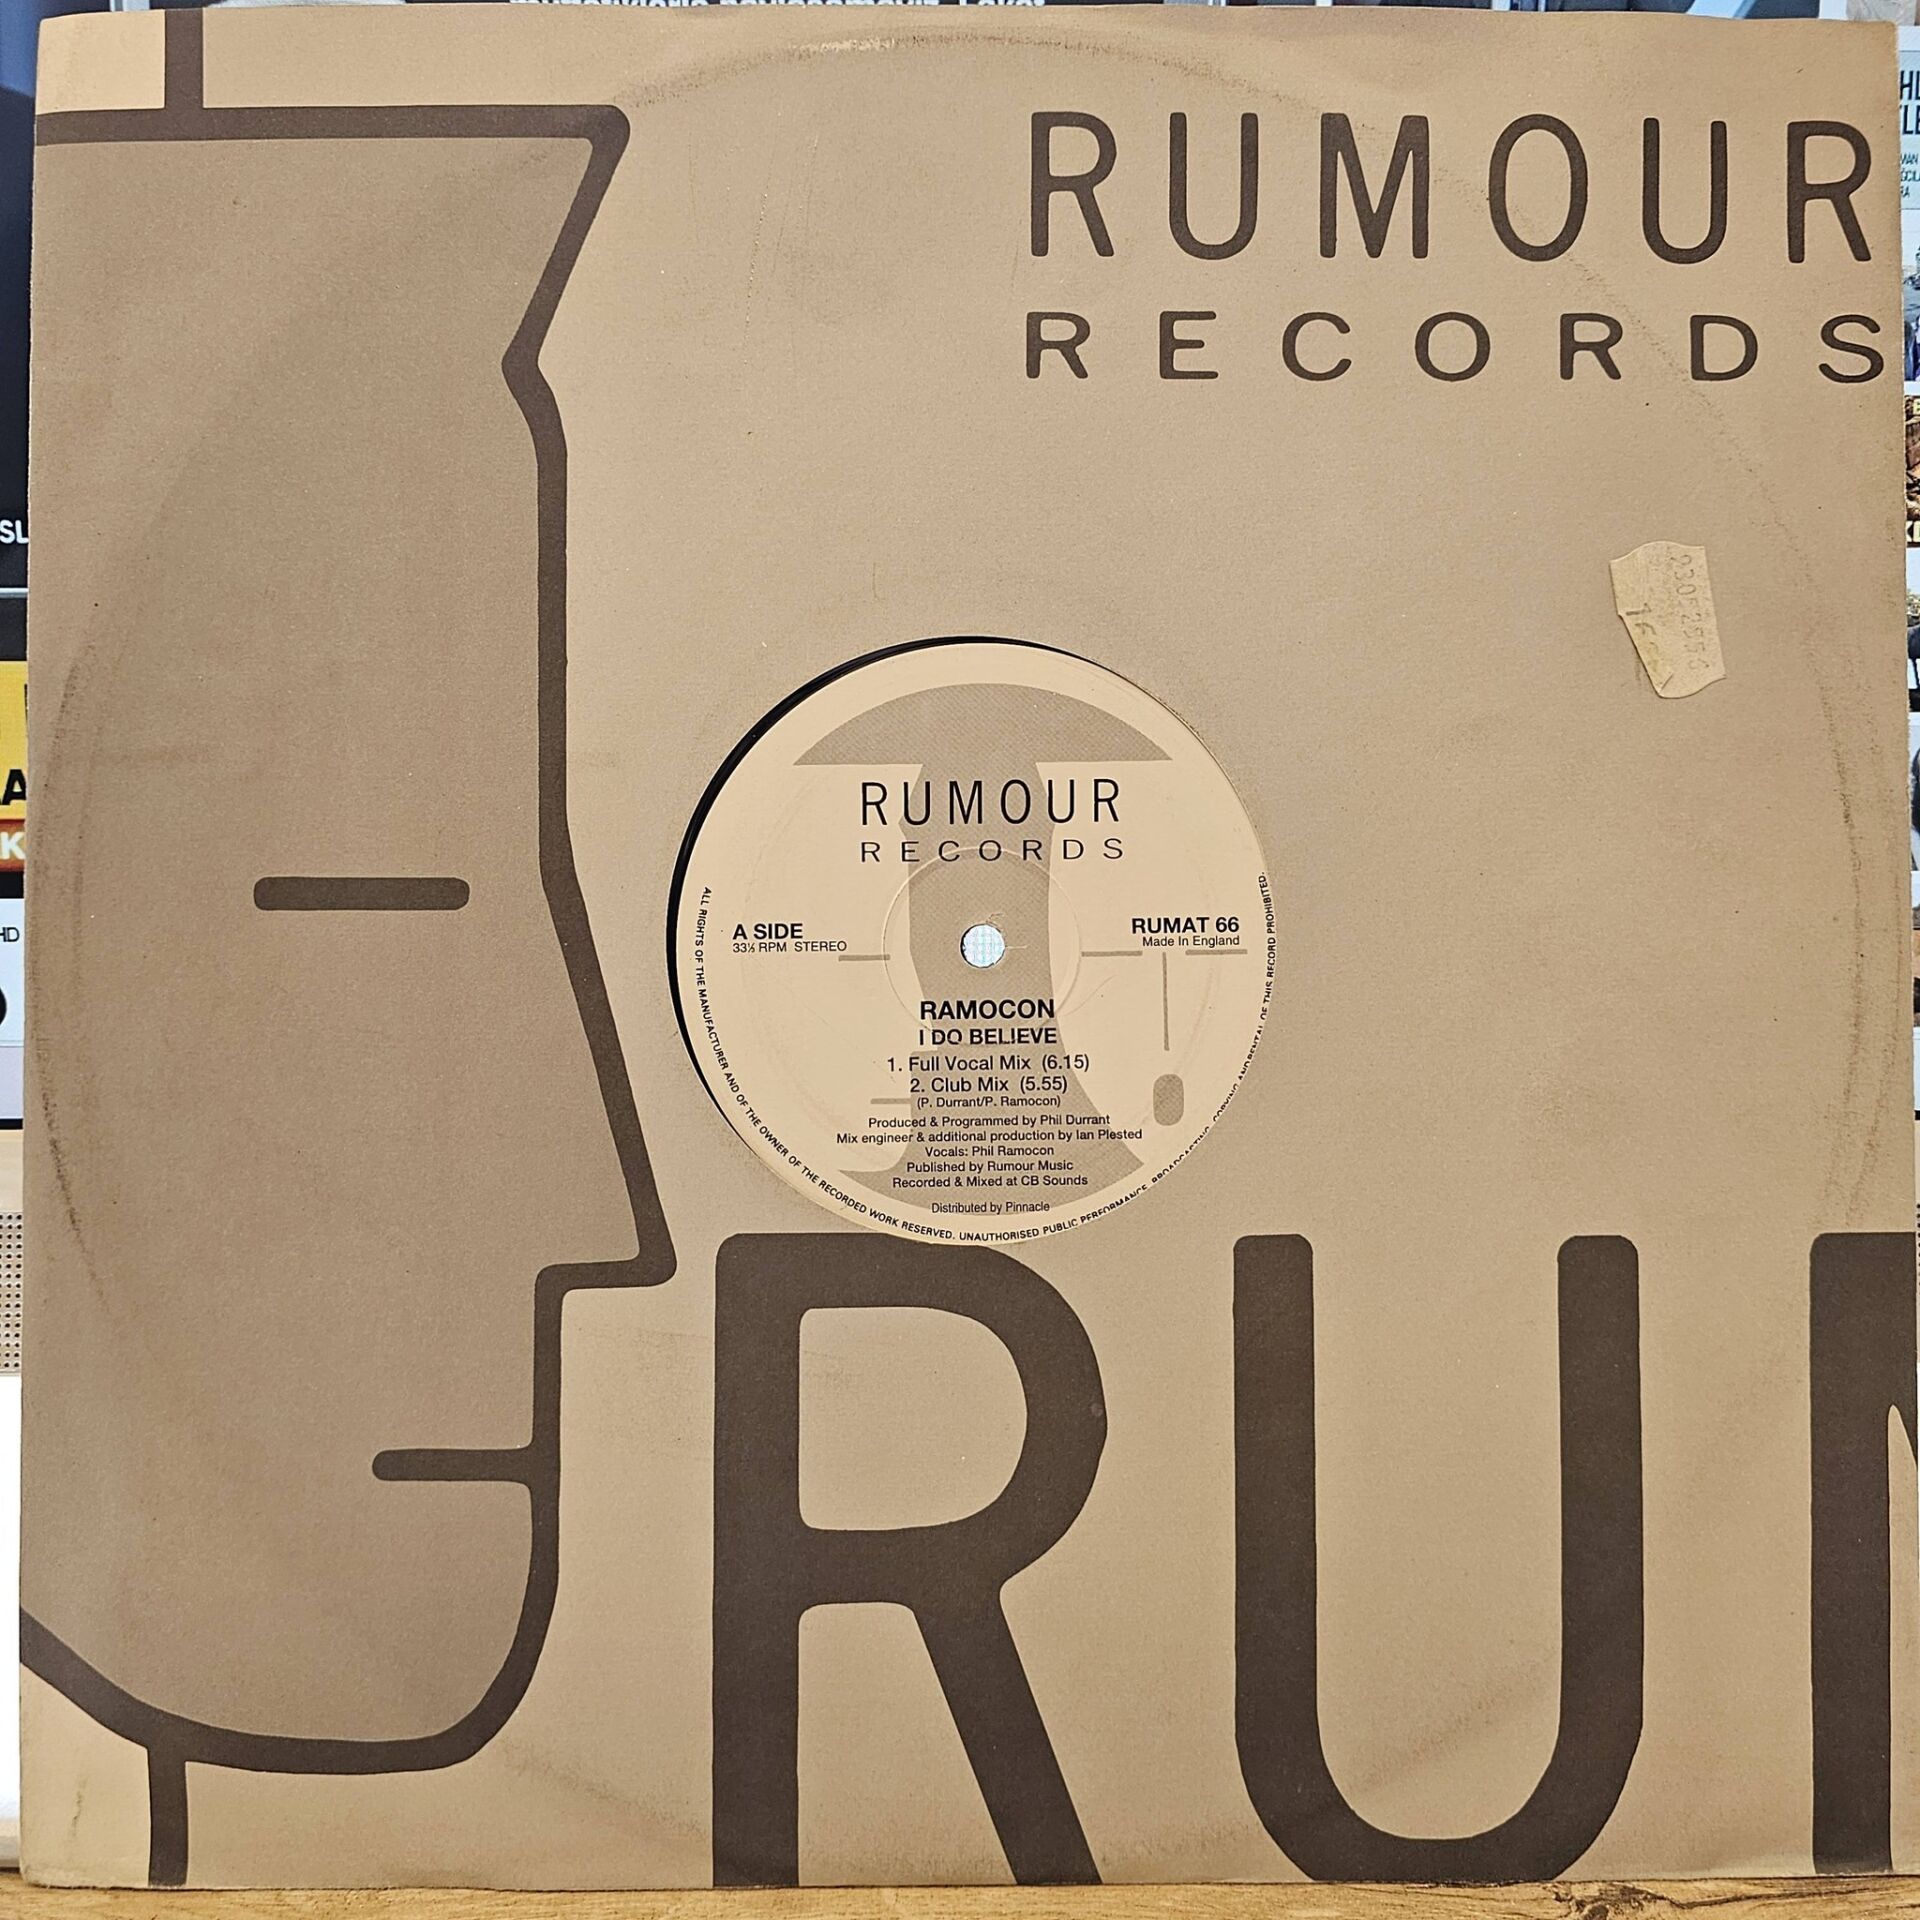 RUMOUR
RECORDS
RUMOUR
RECORDS
A SIDE
33⅓ RPM STEREO
RUMAT 66
Made In England
RAMOCON
I DO BELIEVE
1. Full Vocal Mix (6.15)
2. Club Mix (5.55)
(P. Durrant/P. Ramocon)
Produced & Programmed by Phil Durrant
Mix engineer & additional production by Ian Plested
Vocals: Phil Ramocon
Published by Rumour Music
Recorded & Mixed at CB Sounds
Distributed by Pinnacle
ALL RIGHTS OF THE MANUFACTURER AND OF THE OWNER OF THE RECORDED WORK RESERVED. UNAUTHORISED PUBLIC PERFORMANCE, BROADCASTING, COPYING AND RENTAL OF THIS RECORD PROHIBITED.
RU